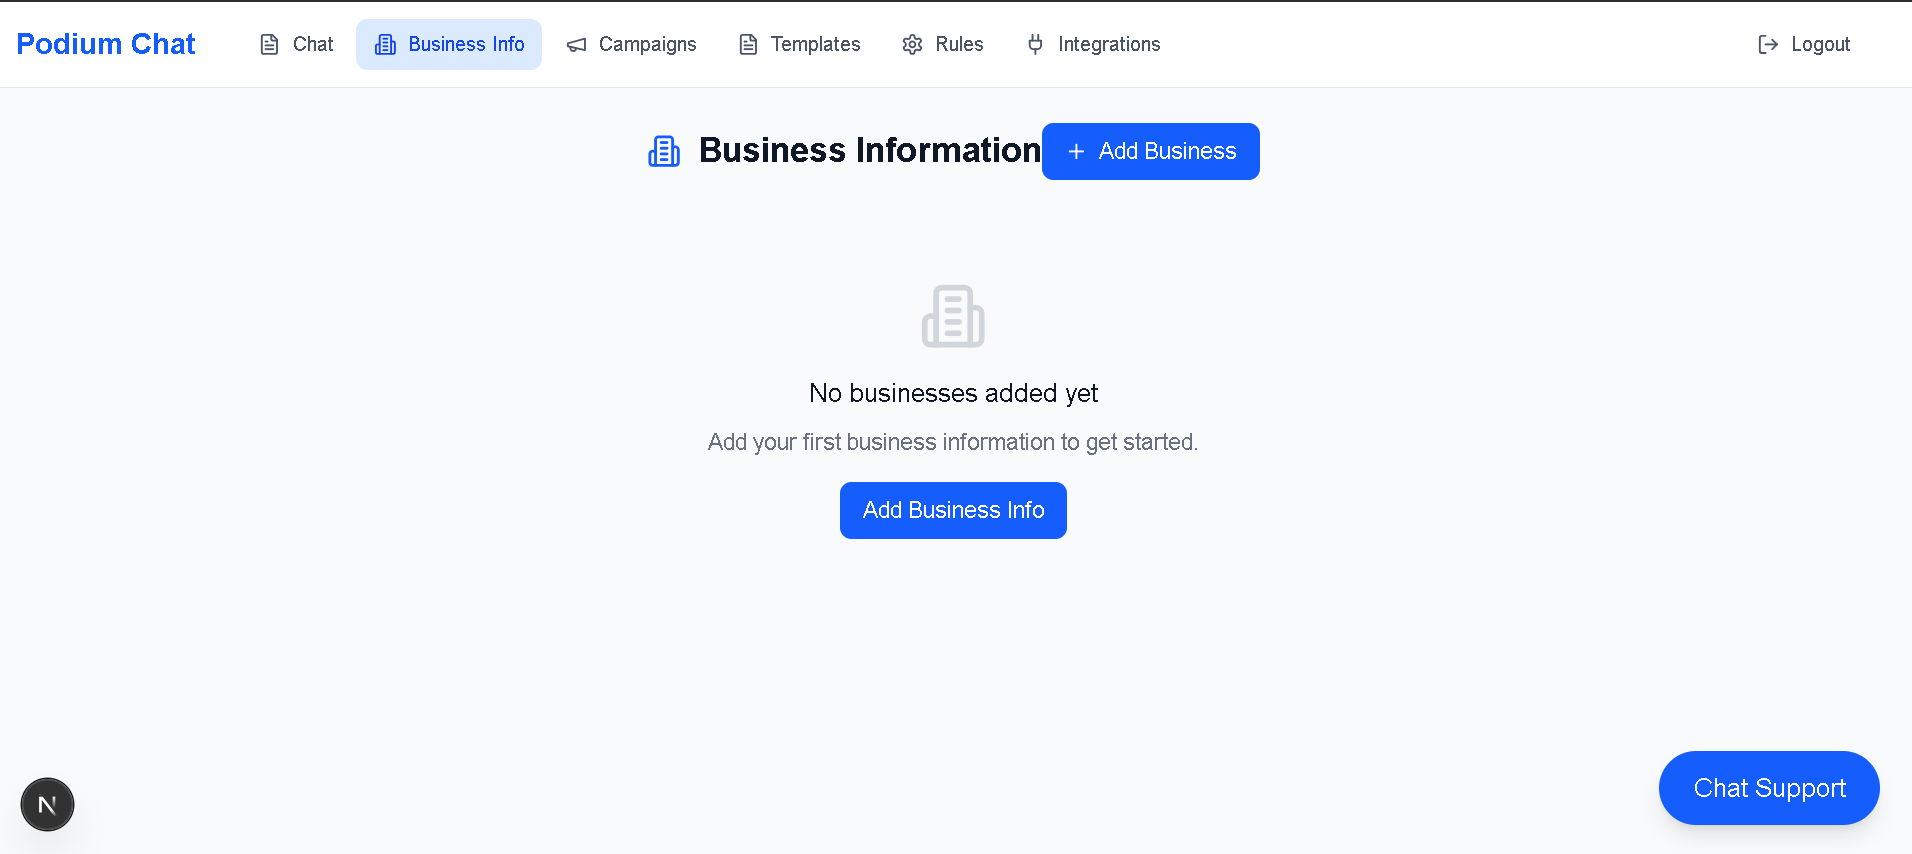 Podium Chat
Chat
Business Info
Campaigns
Templates
Rules
Integrations
Logout
Business Information
Add Business
No businesses added yet
Add your first business information to get started.
Add Business Info
Chat Support
N